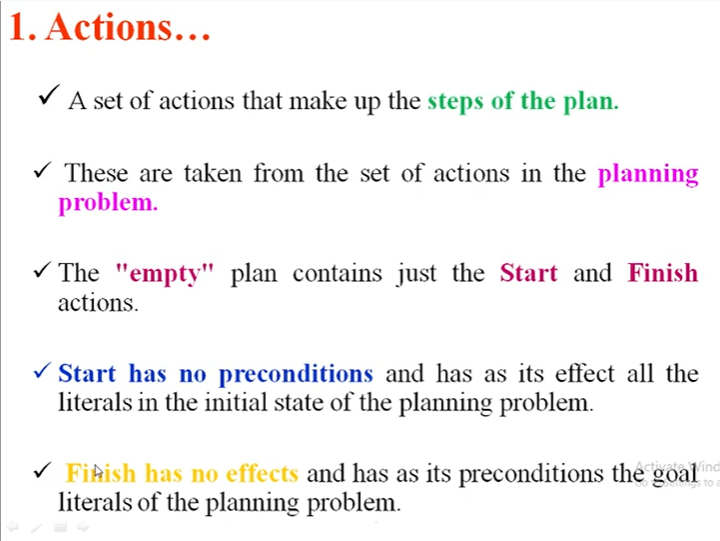 1. Actions...
✓ A set of actions that make up the steps of the plan.
✓ These are taken from the set of actions in the planning
problem.
✓ The "empty" plan contains just the Start and Finish
actions.
✓ Start has no preconditions and has as its effect all the
literals in the initial state of the planning problem.
✓ Finish has no effects and has as its preconditions the goal
literals of the planning problem.
Activate Wind